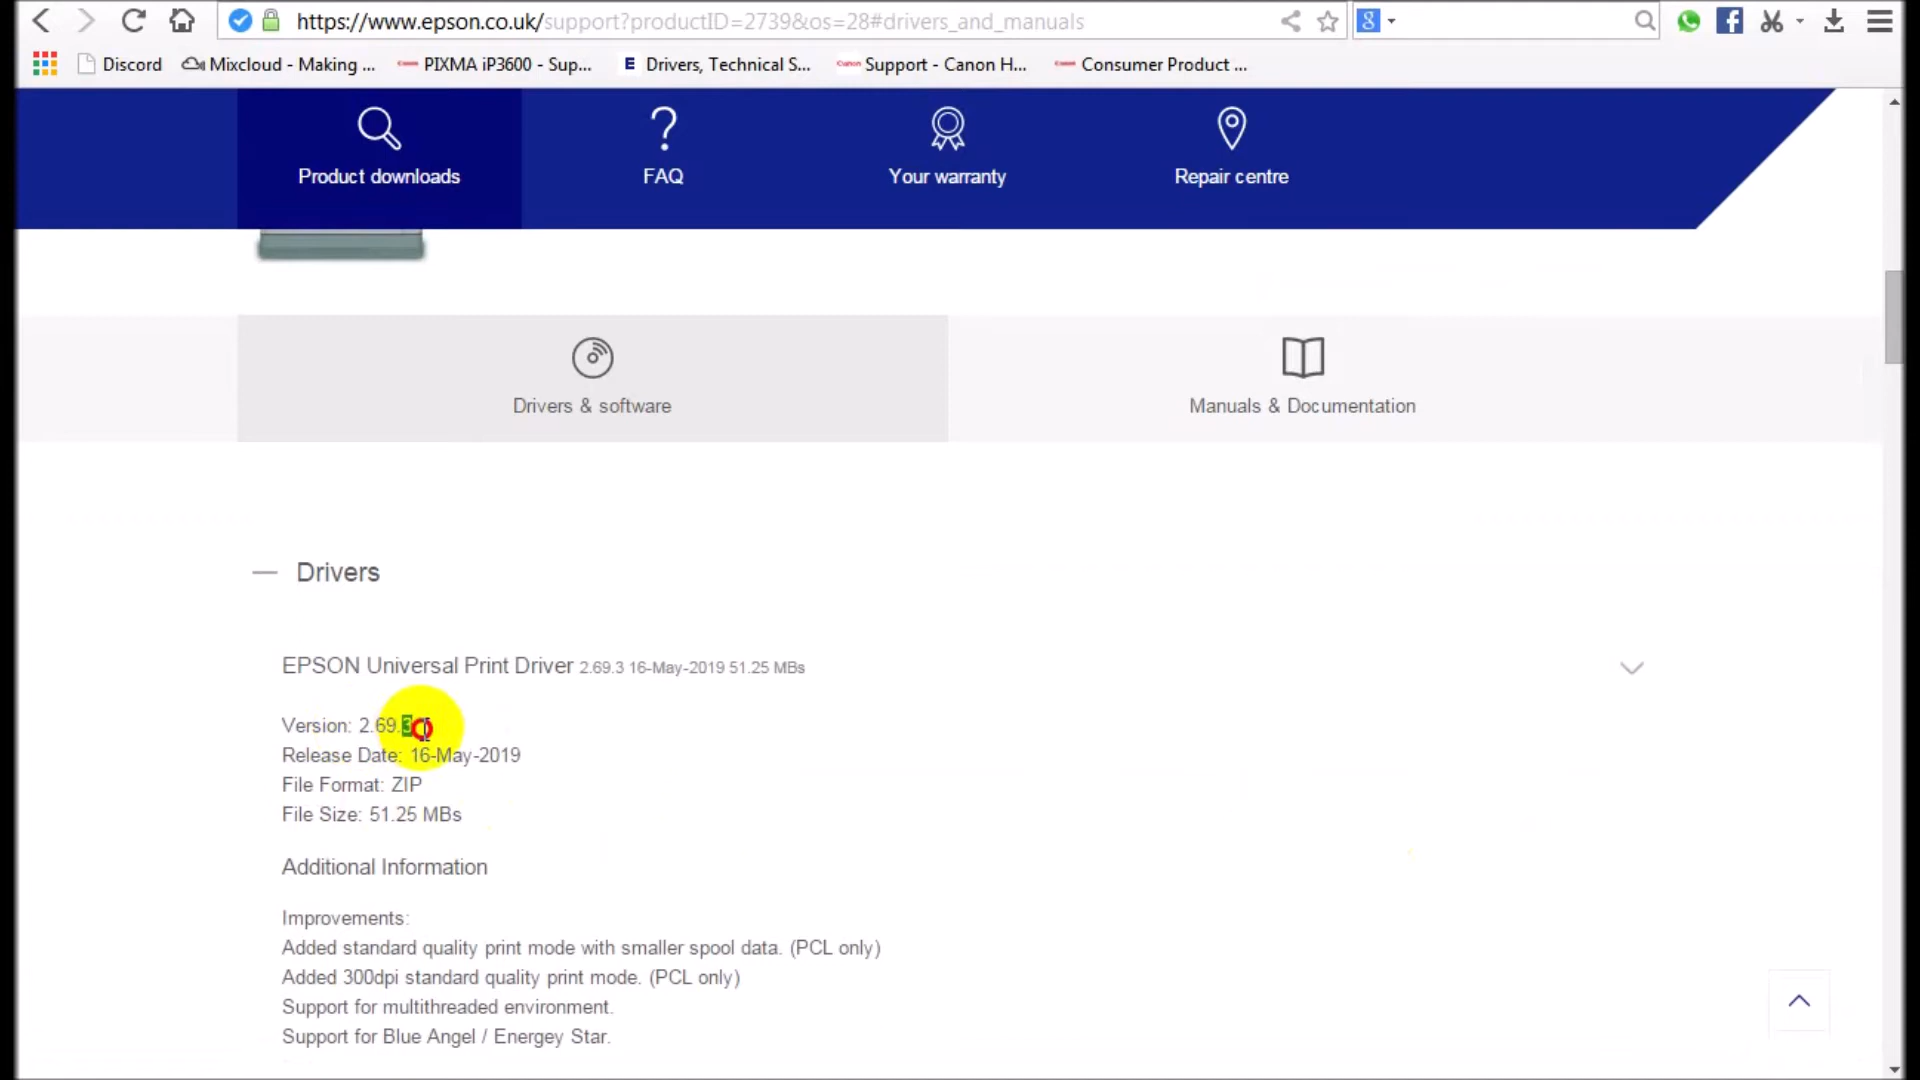 https://www.epson.co.uk/support?productID=2739&os=28#drivers_and_manuals
Discord
Mixcloud - Making ...
PIXMA iP3600 - Sup...
E Drivers, Technical S...
Support - Canon H...
Consumer Product ...
Product downloads
FAQ
Your warranty
Repair centre
Drivers & software
Manuals & Documentation
Drivers
EPSON Universal Print Driver 2.69.3 16-May-2019 51.25 MBs
Version: 2.69.3
Release Date: 16-May-2019
File Format: ZIP
File Size: 51.25 MBs
Additional Information
Improvements:
Added standard quality print mode with smaller spool data. (PCL only)
Added 300dpi standard quality print mode. (PCL only)
Support for multithreaded environment.
Support for Blue Angel / Energey Star.